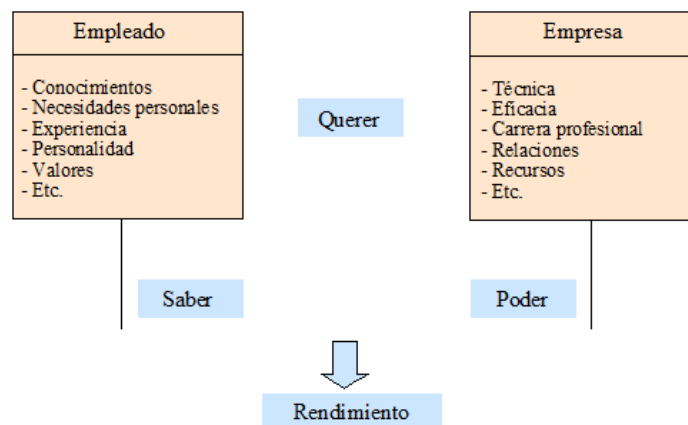 Empleado
- Conocimientos
- Necesidades personales
- Experiencia
- Personalidad
- Valores
- Etc.
Querer
Empresa
- Técnica
- Eficacia
- Carrera profesional
- Relaciones
- Recursos
- Etc.
Saber
Poder
Rendimiento